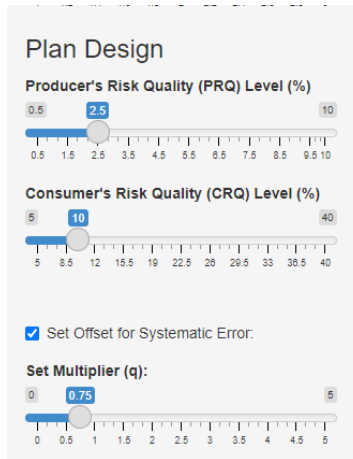 Plan Design
Producer's Risk Quality (PRQ) Level (%)
0.5 2.5 10
0.5 1.5 2.5 3.5 4.5 5.5 6.5 7.5 8.5 9.5 10
Consumer's Risk Quality (CRQ) Level (%)
5 10 40
5 8.5 12 15.5 19 22.5 26 29.5 33 36.5 40
Set Offset for Systematic Error:
Set Multiplier (q):
0 0.75 5
0 0.5 1 1.5 2 2.5 3 3.5 4 4.5 5